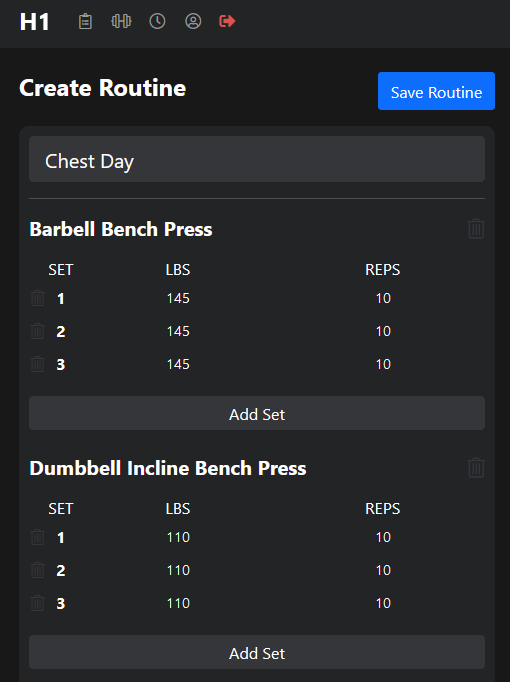 H1
Create Routine
Save Routine
Chest Day
Barbell Bench Press
SET LBS REPS
1 145 10
2 145 10
3 145 10
Add Set
Dumbbell Incline Bench Press
SET LBS REPS
1 110 10
2 110 10
3 110 10
Add Set